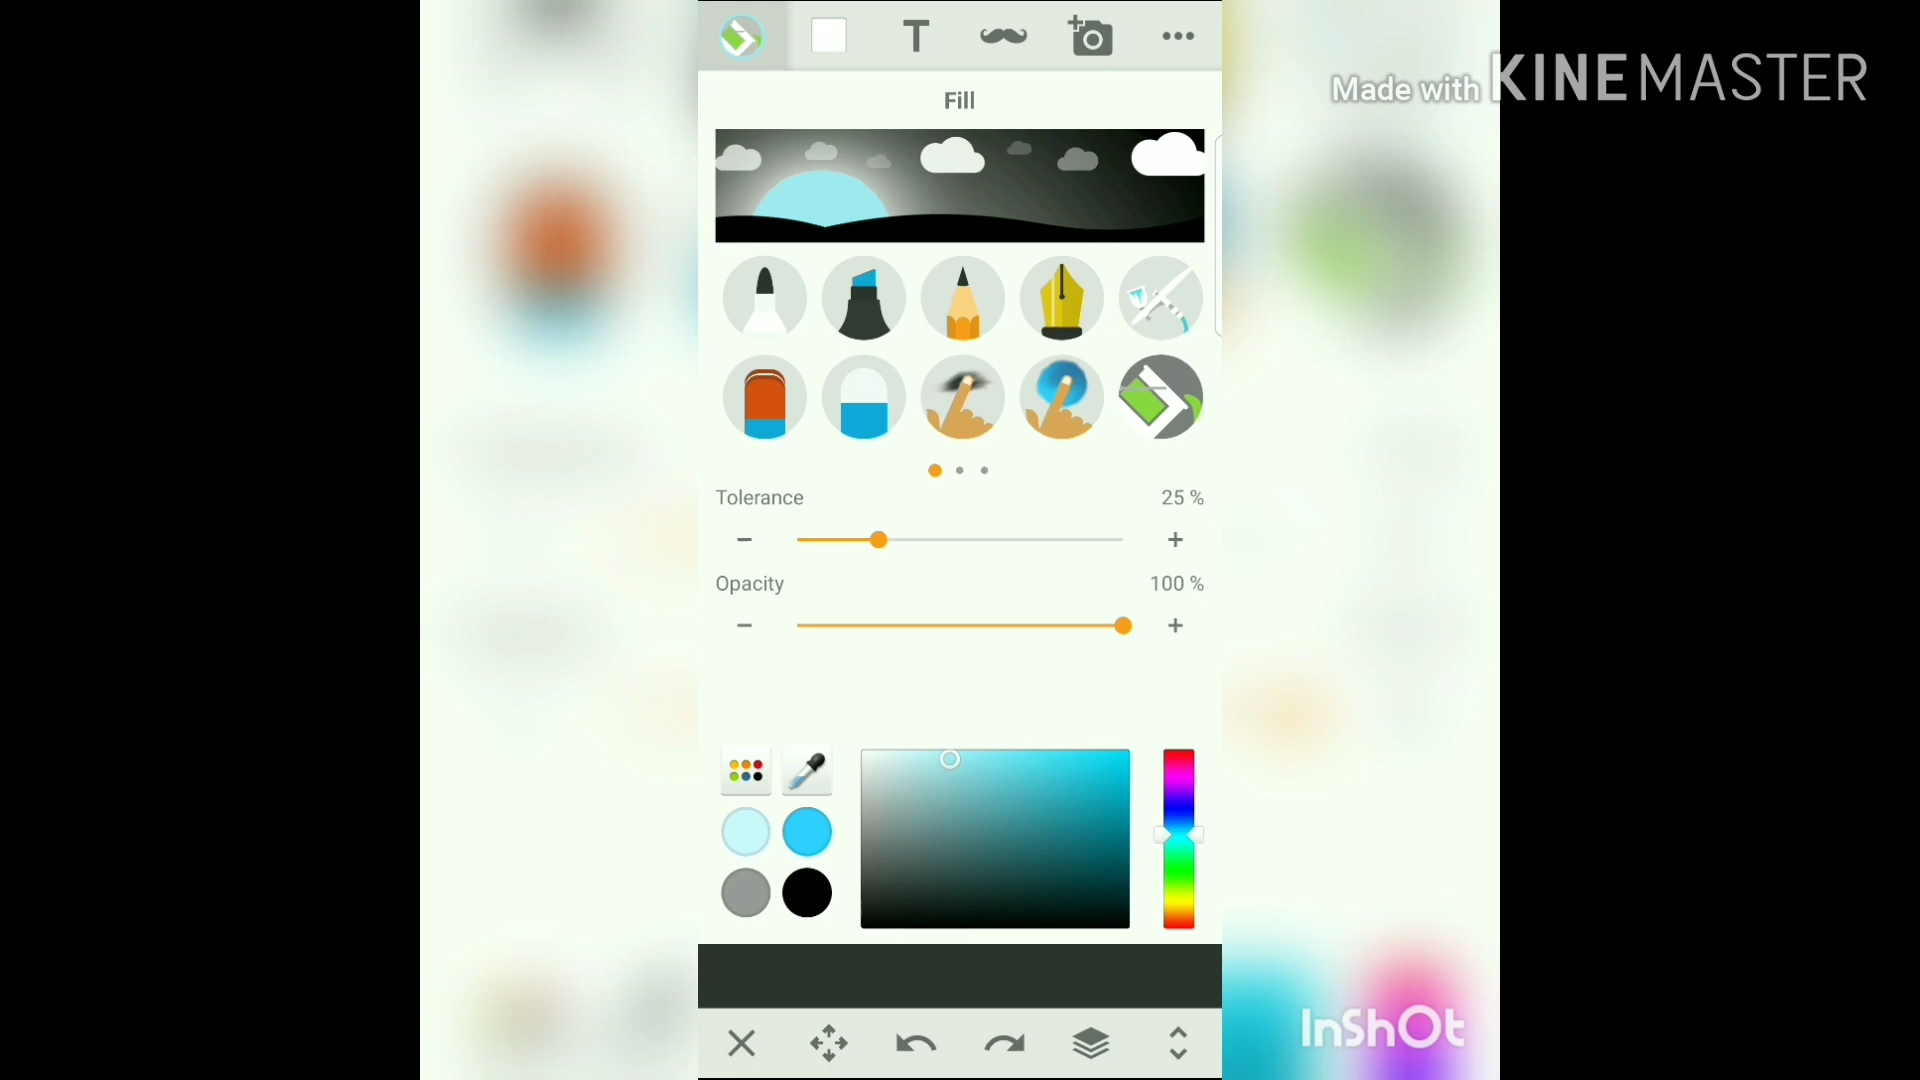 T
Made with KINEMASTER
Fill
Tolerance 25 %
Opacity 100 %
InShOt